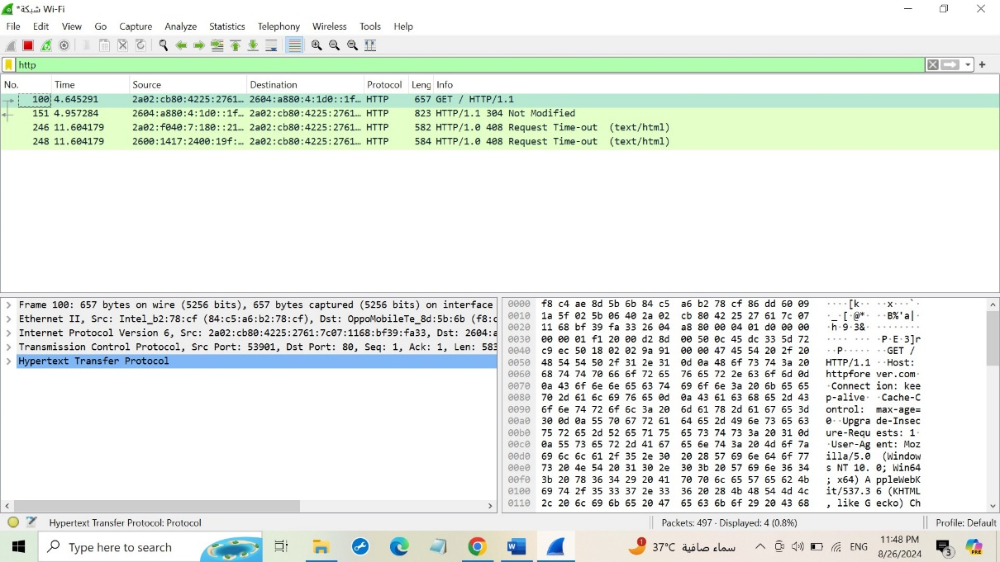 *شبكة Wi-Fi
File Edit View Go Capture Analyze Statistics Telephony Wireless Tools Help
http
No. Time Source Destination Protocol Leng Info
100 4.645291 2a02:cb80:4225:2761… 2604:a880:4:1d0::1f… HTTP 657 GET / HTTP/1.1
151 4.957284 2604:a880:4:1d0::1f… 2a02:cb80:4225:2761… HTTP 823 HTTP/1.1 304 Not Modified
246 11.604179 2a02:f040:7:180::21… 2a02:cb80:4225:2761… HTTP 582 HTTP/1.0 408 Request Time-out (text/html)
248 11.604179 2600:1417:2400:19f:… 2a02:cb80:4225:2761… HTTP 584 HTTP/1.0 408 Request Time-out (text/html)
Frame 100: 657 bytes on wire (5256 bits), 657 bytes captured (5256 bits) on interface
Ethernet II, Src: Intel_b2:78:cf (84:c5:a6:b2:78:cf), Dst: OppoMobileTe_8d:5b:6b (f8:c
Internet Protocol Version 6, Src: 2a02:cb80:4225:2761:7c07:1168:bf39:fa33, Dst: 2604:a
Transmission Control Protocol, Src Port: 53901, Dst Port: 80, Seq: 1, Ack: 1, Len: 583
Hypertext Transfer Protocol
0000 f8 c4 ae 8d 5b 6b 84 c5 a6 b2 78 cf 86 dd 60 09 ····[k·· ··x···`·
0010 1a 5f 02 5b 06 40 2a 02 cb 80 42 25 27 61 7c 07 ·_·[·@*· ··B%'a|·
0020 11 68 bf 39 fa 33 26 04 a8 80 00 04 01 d0 00 00 ·h·9·3&· ········
0030 00 00 01 f1 20 00 d2 8d 00 50 0c 45 dc 33 5d 72 ···· ··· ·P·E·3]r
0040 c9 ec 50 18 02 02 9a 91 00 00 47 45 54 20 2f 20 ··P····· ··GET /
0050 48 54 54 50 2f 31 2e 31 0d 0a 48 6f 73 74 3a 20 HTTP/1.1 ··Host:
0060 68 74 74 70 66 6f 72 65 76 65 72 2e 63 6f 6d 0d httpfore ver.com·
0070 0a 43 6f 6e 6e 65 63 74 69 6f 6e 3a 20 6b 65 65 ·Connect ion: kee
0080 70 2d 61 6c 69 76 65 0d 0a 43 61 63 68 65 2d 43 p-alive· ·Cache-C
0090 6f 6e 74 72 6f 6c 3a 20 6d 61 78 2d 61 67 65 3d ontrol:  max-age=
00a0 30 0d 0a 55 70 67 72 61 64 65 2d 49 6e 73 65 63 0··Upgra de-Insec
00b0 75 72 65 2d 52 65 71 75 65 73 74 73 3a 20 31 0d ure-Requ ests: 1·
00c0 0a 55 73 65 72 2d 41 67 65 6e 74 3a 20 4d 6f 7a ·User-Ag ent: Moz
00d0 69 6c 6c 61 2f 35 2e 30 20 28 57 69 6e 64 6f 77 illa/5.0  (Window
00e0 73 20 4e 54 20 31 30 2e 30 3b 20 57 69 6e 36 34 s NT 10. 0; Win64
00f0 3b 20 78 36 34 29 20 41 70 70 6c 65 57 65 62 4b ; x64) A ppleWebK
0100 69 74 2f 35 33 37 2e 33 36 20 28 4b 48 54 4d 4c it/537.3 6 (KHTML
0110 2c 20 6c 69 6b 65 20 47 65 63 6b 6f 29 20 43 68 , like G ecko) Ch
Hypertext Transfer Protocol: Protocol Packets: 497 · Displayed: 4 (0.8%) Profile: Default
Type here to search 37°C سماء صافية ENG 11:48 PM
8/26/2024